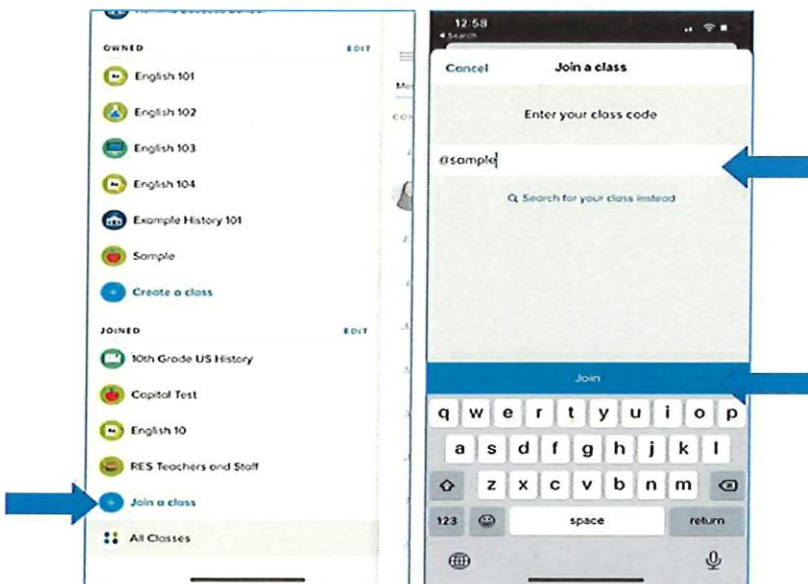 OWNED EDIT
English 101
English 102
English 103
English 104
Example History 101
Sample
Create a class
JOINED EDIT
10th Grade US History
Capital Test
English 10
RES Teachers and Staff
Join a class
All Classes
12:58
Search
Cancel Join a class
Enter your class code
@sample
Search for your class instead
Join
q w e r t y u i o p
a s d f g h j k l
z x c v b n m
123 space return